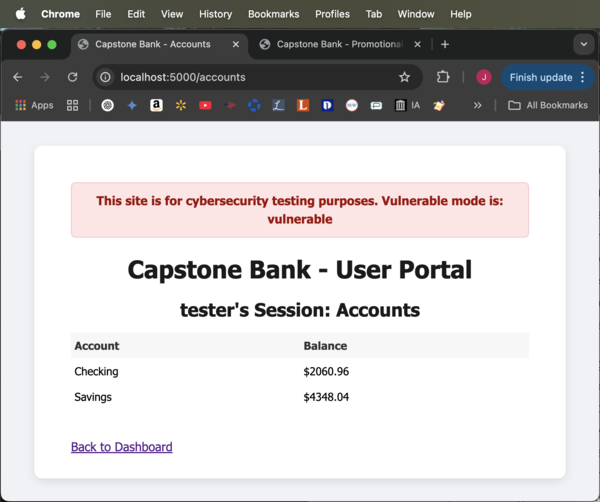 Chrome File Edit View History Bookmarks Profiles Tab Window Help
Capstone Bank - Accounts
Capstone Bank - Promotional
localhost:5000/accounts
J
Finish update
Apps
a
L
L
D
IA
All Bookmarks
This site is for cybersecurity testing purposes. Vulnerable mode is:
vulnerable
Capstone Bank - User Portal
tester's Session: Accounts
Account Balance
Checking $2060.96
Savings $4348.04
Back to Dashboard